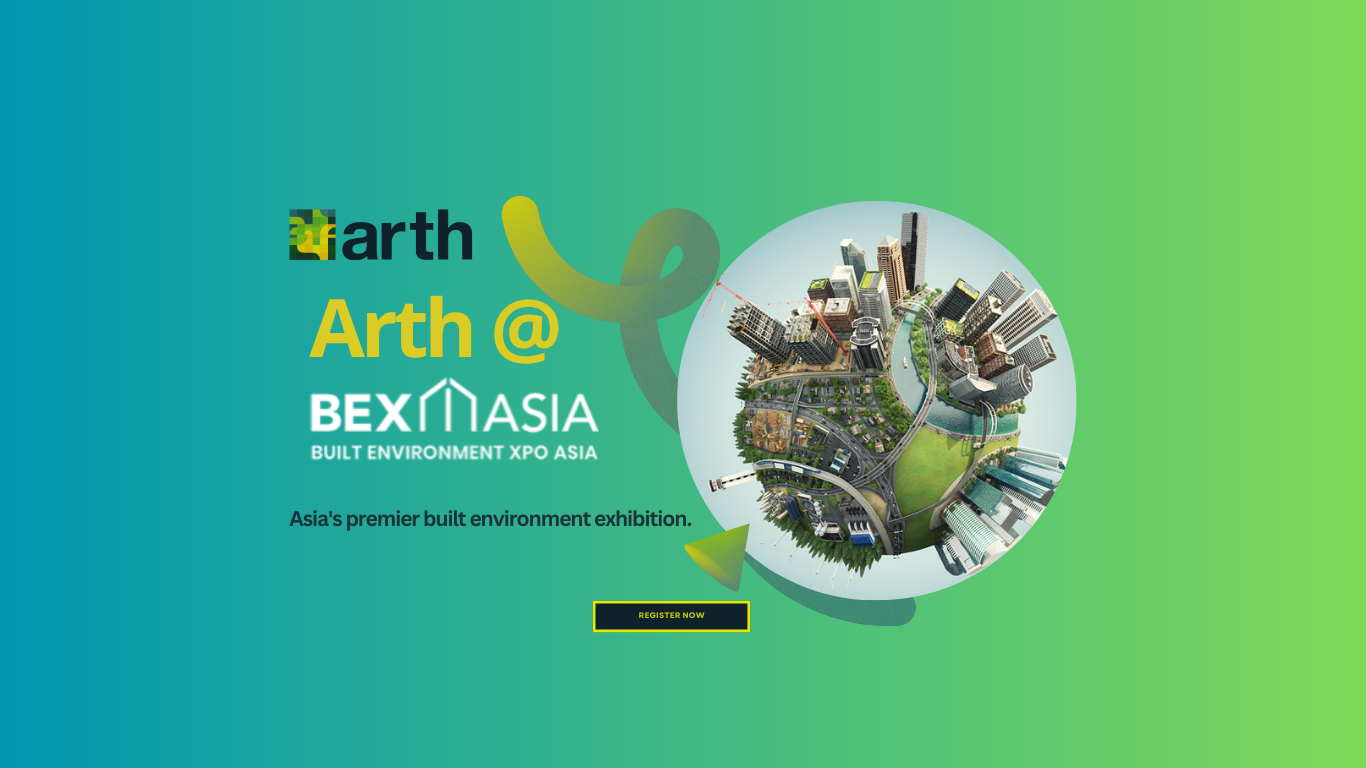 arth
Arth @
BEX ASIA
BUILT ENVIRONMENT XPO ASIA
Asia's premier built environment exhibition.
REGISTER NOW